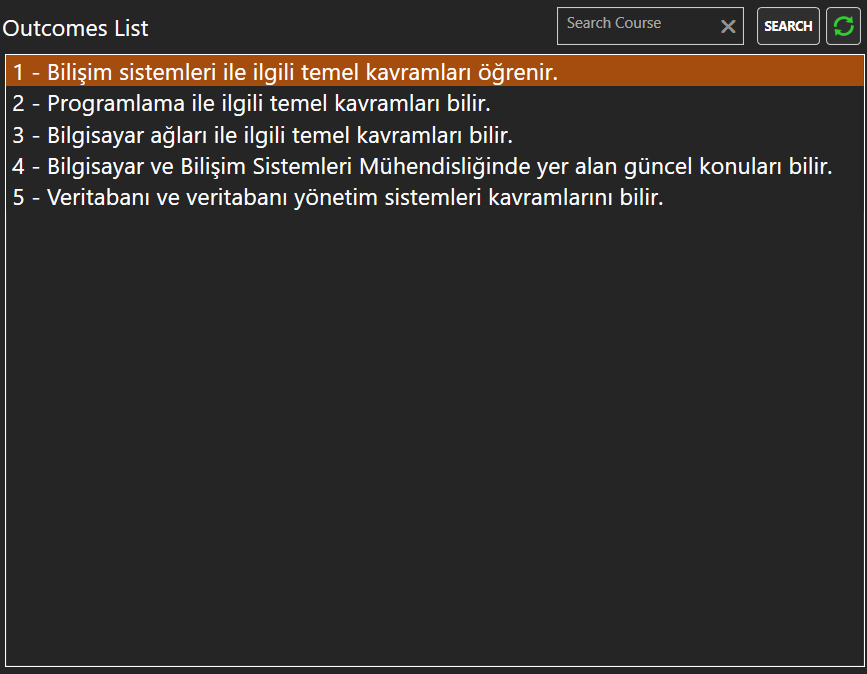 Outcomes List
Search Course
SEARCH
1 - Bilişim sistemleri ile ilgili temel kavramları öğrenir.
2 - Programlama ile ilgili temel kavramları bilir.
3 - Bilgisayar ağları ile ilgili temel kavramları bilir.
4 - Bilgisayar ve Bilişim Sistemleri Mühendisliğinde yer alan güncel konuları bilir.
5 - Veritabanı ve veritabanı yönetim sistemleri kavramlarını bilir.